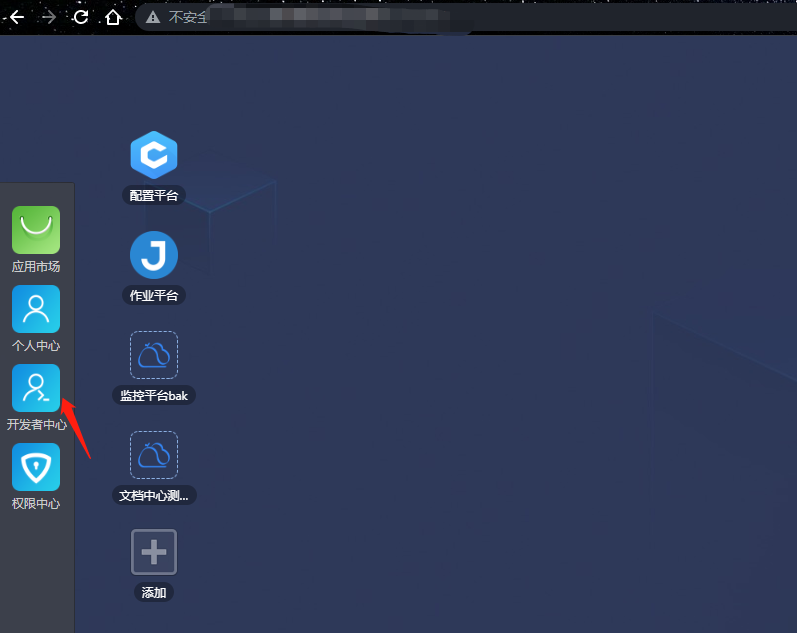 不安全
配置平台
作业平台
监控平台bak
文档中心测...
添加
应用市场
个人中心
开发者中心
权限中心